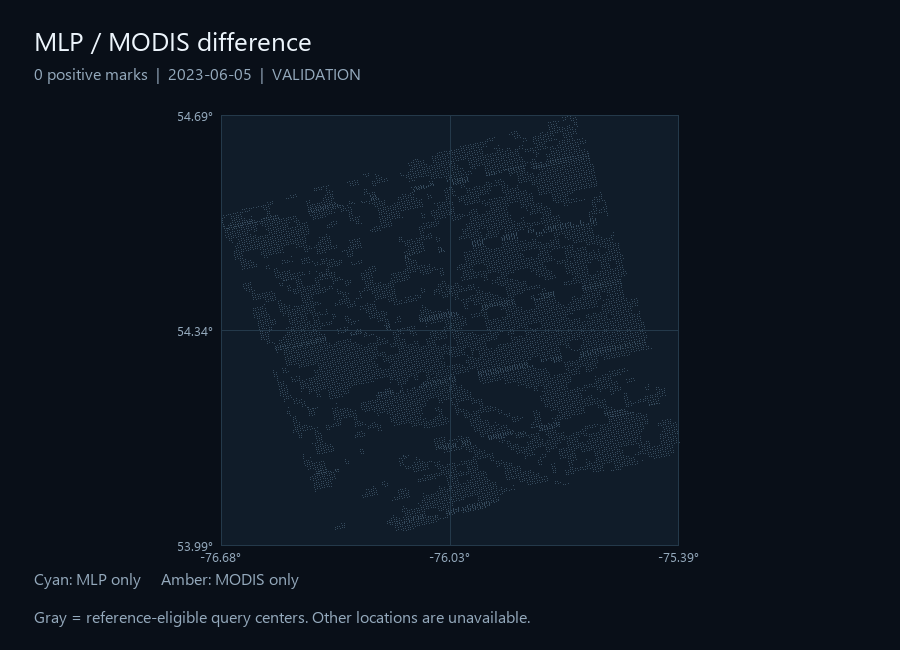 MLP / MODIS difference
0 positive marks | 2023-06-05 | VALIDATION
54.69°
54.34°
53.99°
-76.68° -76.03° -75.39°
Cyan: MLP only Amber: MODIS only
Gray = reference-eligible query centers. Other locations are unavailable.